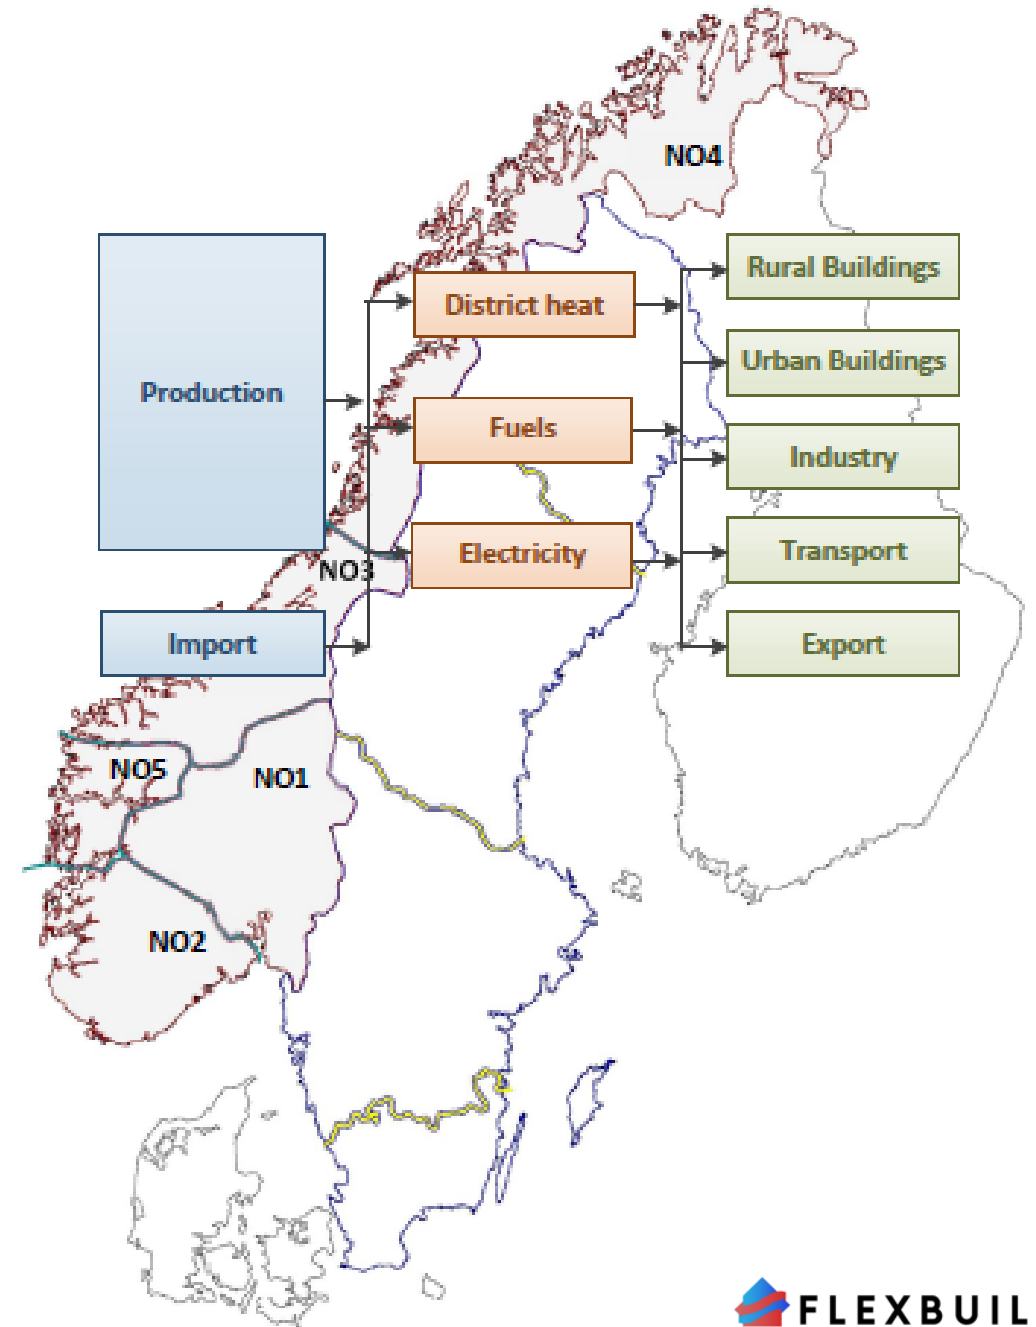 NO4
Production
Import
District heat
Fuels
Electricity
Rural Buildings
Urban Buildings
Industry
Transport
Export
NO3
NO5
NO1
NO2
FLEXBUIL